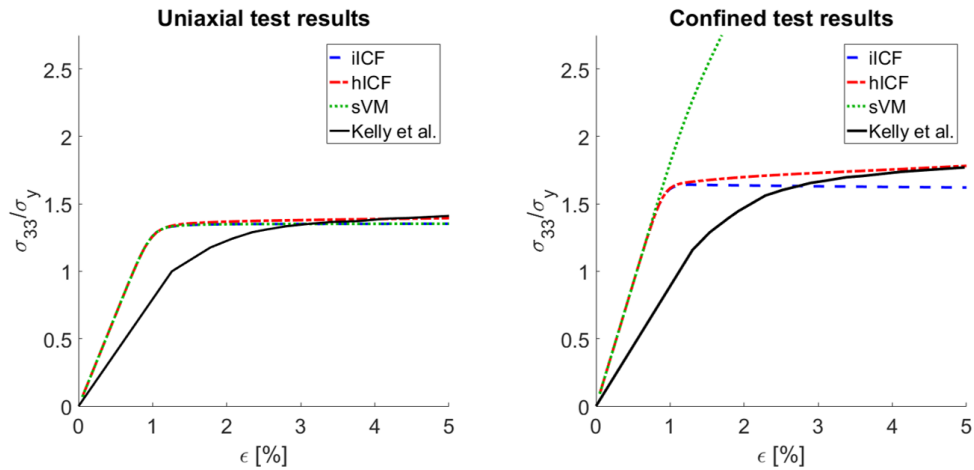 Uniaxial test results
iICF
hICF
sVM
Kelly et al.
2.5
2
1.5
1
0.5
0
σ33/σy
0 1 2 3 4 5
ϵ [%]
Confined test results
iICF
hICF
sVM
Kelly et al.
2.5
2
1.5
1
0.5
0
σ33/σy
0 1 2 3 4 5
ϵ [%]